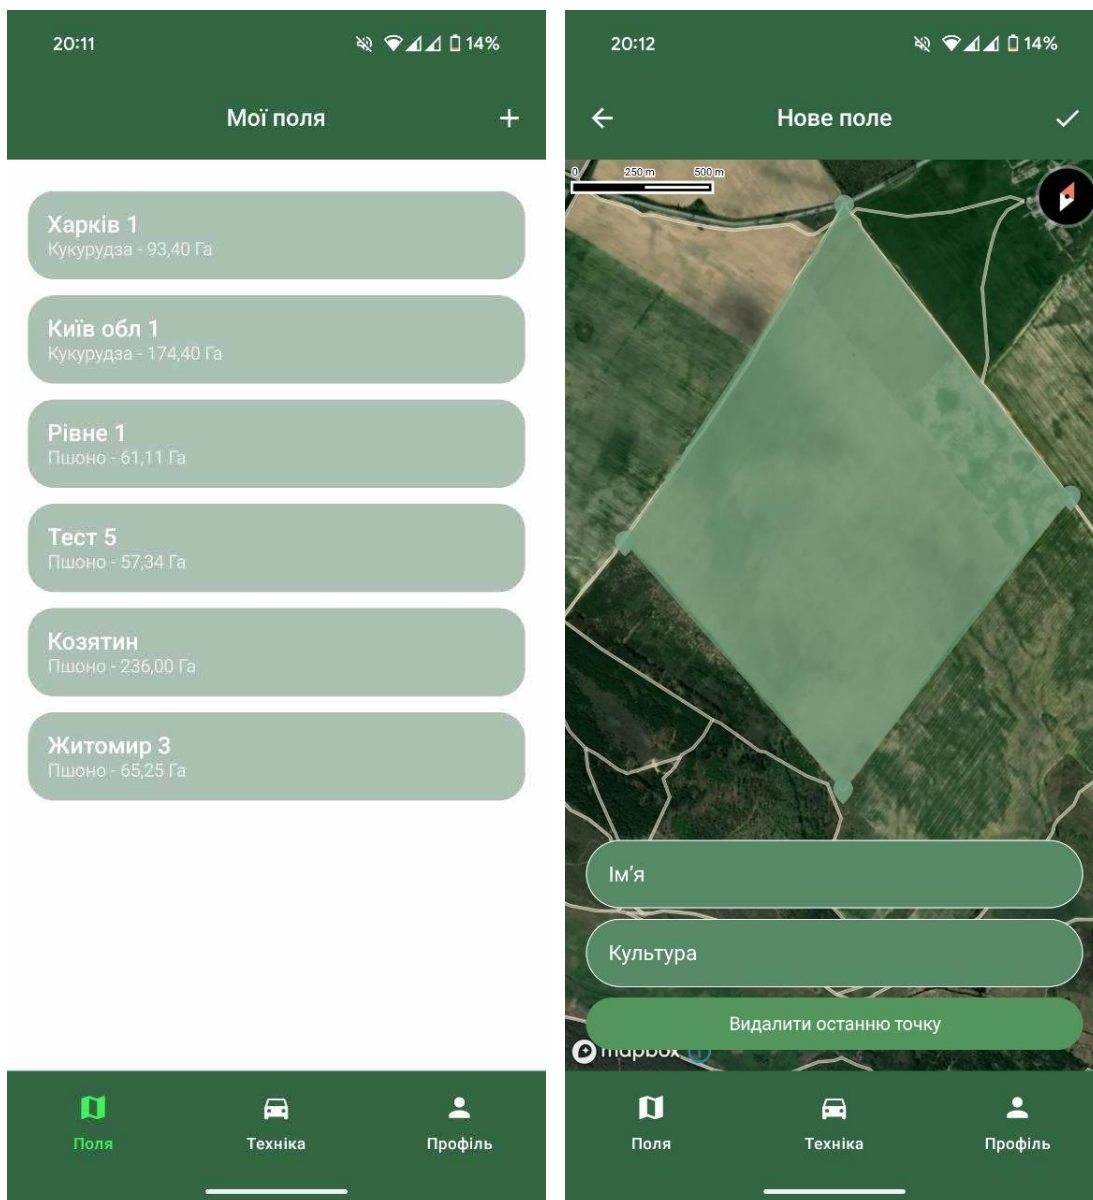 20:11
14%
Мої поля
+
Харків 1
Кукурудза - 93,40 Га
Київ обл 1
Кукурудза - 174,40 Га
Рівне 1
Пшоно - 61,11 Га
Тест 5
Пшоно - 57,34 Га
Козятин
Пшоно - 236,00 Га
Житомир 3
Пшоно - 65,25 Га
Поля
Техніка
Профіль
20:12
14%
Нове поле
0 250 m 500 m
Ім’я
Культура
Видалити останню точку
mapbox
Поля
Техніка
Профіль